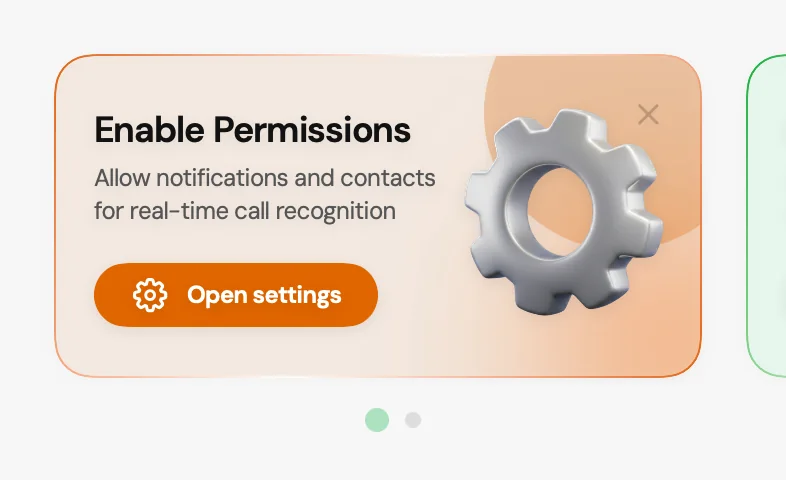 Enable Permissions
Allow notifications and contacts
for real-time call recognition
Open settings